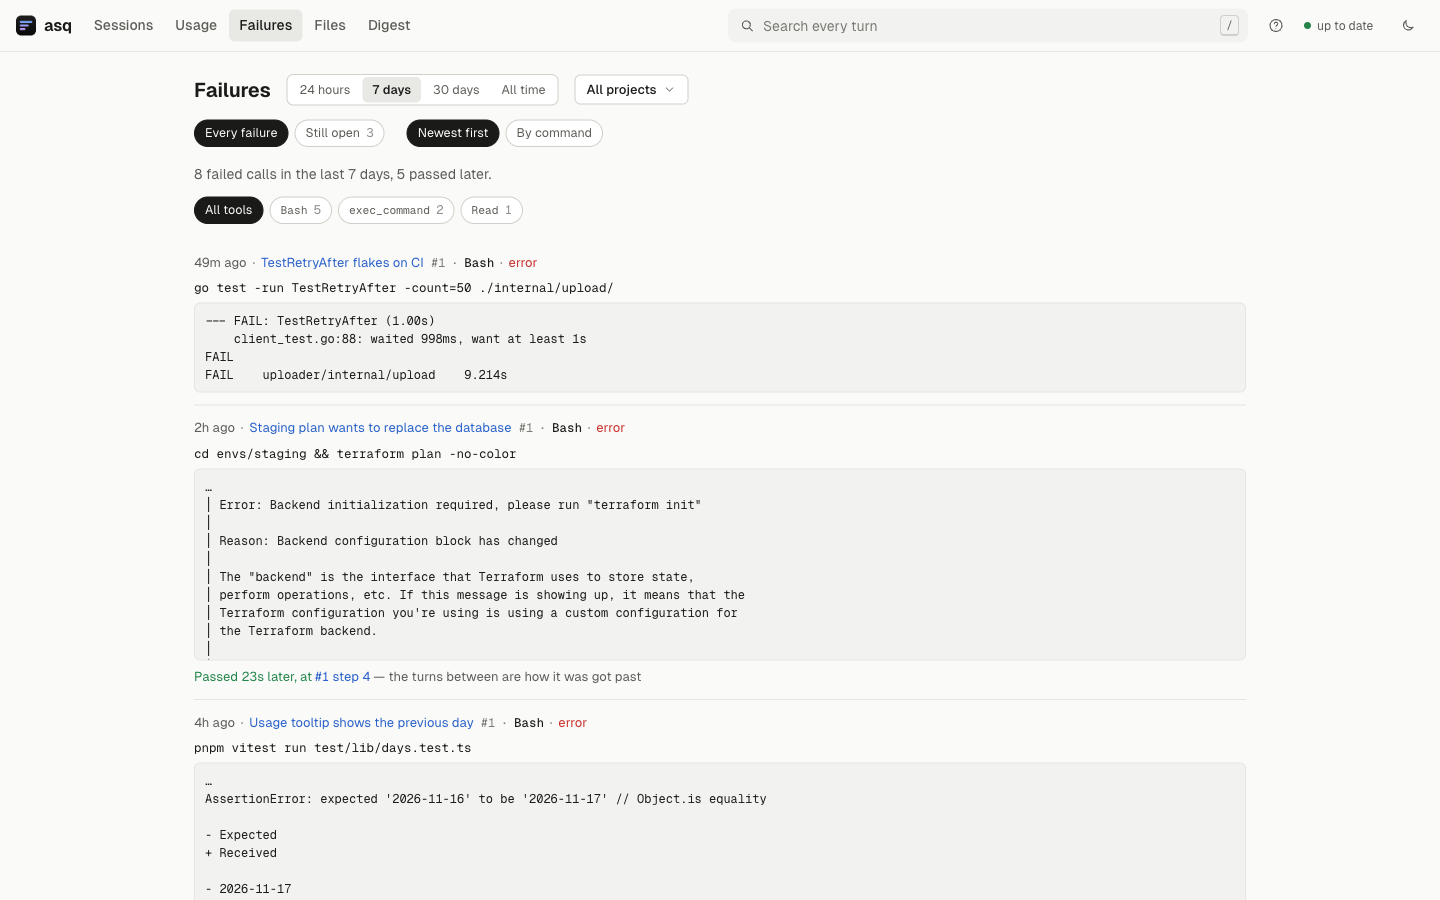 asq Sessions Usage Failures Files Digest Search every turn / up to date
Failures 24 hours 7 days 30 days All time All projects
Every failure Still open 3 Newest first By command
8 failed calls in the last 7 days, 5 passed later.
All tools Bash 5 exec_command 2 Read 1
49m ago · TestRetryAfter flakes on CI #1 · Bash · error
go test -run TestRetryAfter -count=50 ./internal/upload/
--- FAIL: TestRetryAfter (1.00s)
    client_test.go:88: waited 998ms, want at least 1s
FAIL
FAIL    uploader/internal/upload    9.214s
2h ago · Staging plan wants to replace the database #1 · Bash · error
cd envs/staging && terraform plan -no-color
…
│ Error: Backend initialization required, please run "terraform init"
│
│ Reason: Backend configuration block has changed
│
│ The "backend" is the interface that Terraform uses to store state,
│ perform operations, etc. If this message is showing up, it means that the
│ Terraform configuration you're using is using a custom configuration for
│ the Terraform backend.
│
Passed 23s later, at #1 step 4 — the turns between are how it was got past
4h ago · Usage tooltip shows the previous day #1 · Bash · error
pnpm vitest run test/lib/days.test.ts
…
AssertionError: expected '2026-11-16' to be '2026-11-17' // Object.is equality
- Expected
+ Received
- 2026-11-17